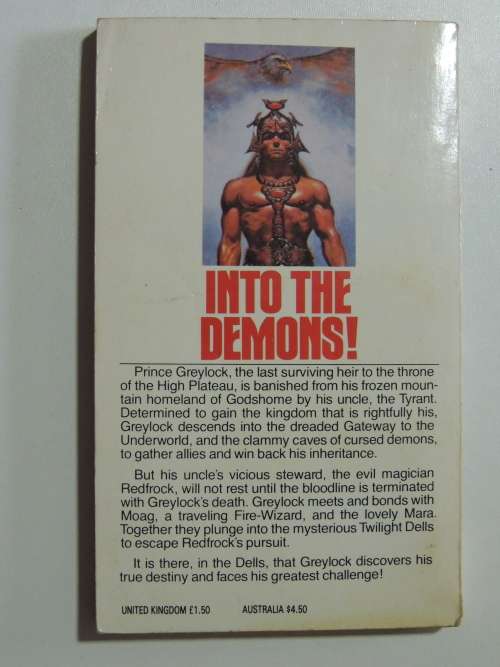 INTO THE
DEMONS!
Prince Greylock, the last surviving heir to the throne
of the High Plateau, is banished from his frozen moun-
tain homeland of Godshome by his uncle, the Tyrant.
Determined to gain the kingdom that is rightfully his,
Greylock descends into the dreaded Gateway to the
Underworld, and the clammy caves of cursed demons,
to gather allies and win back his inheritance.
But his uncle's vicious steward, the evil magician
Redfrock, will not rest until the bloodline is terminated
with Greylock's death. Greylock meets and bonds with
Moag, a traveling Fire-Wizard, and the lovely Mara.
Together they plunge into the mysterious Twilight Dells
to escape Redfrock's pursuit.
It is there, in the Dells, that Greylock discovers his
true destiny and faces his greatest challenge!
UNITED KINGDOM £1.50 AUSTRALIA $4.50